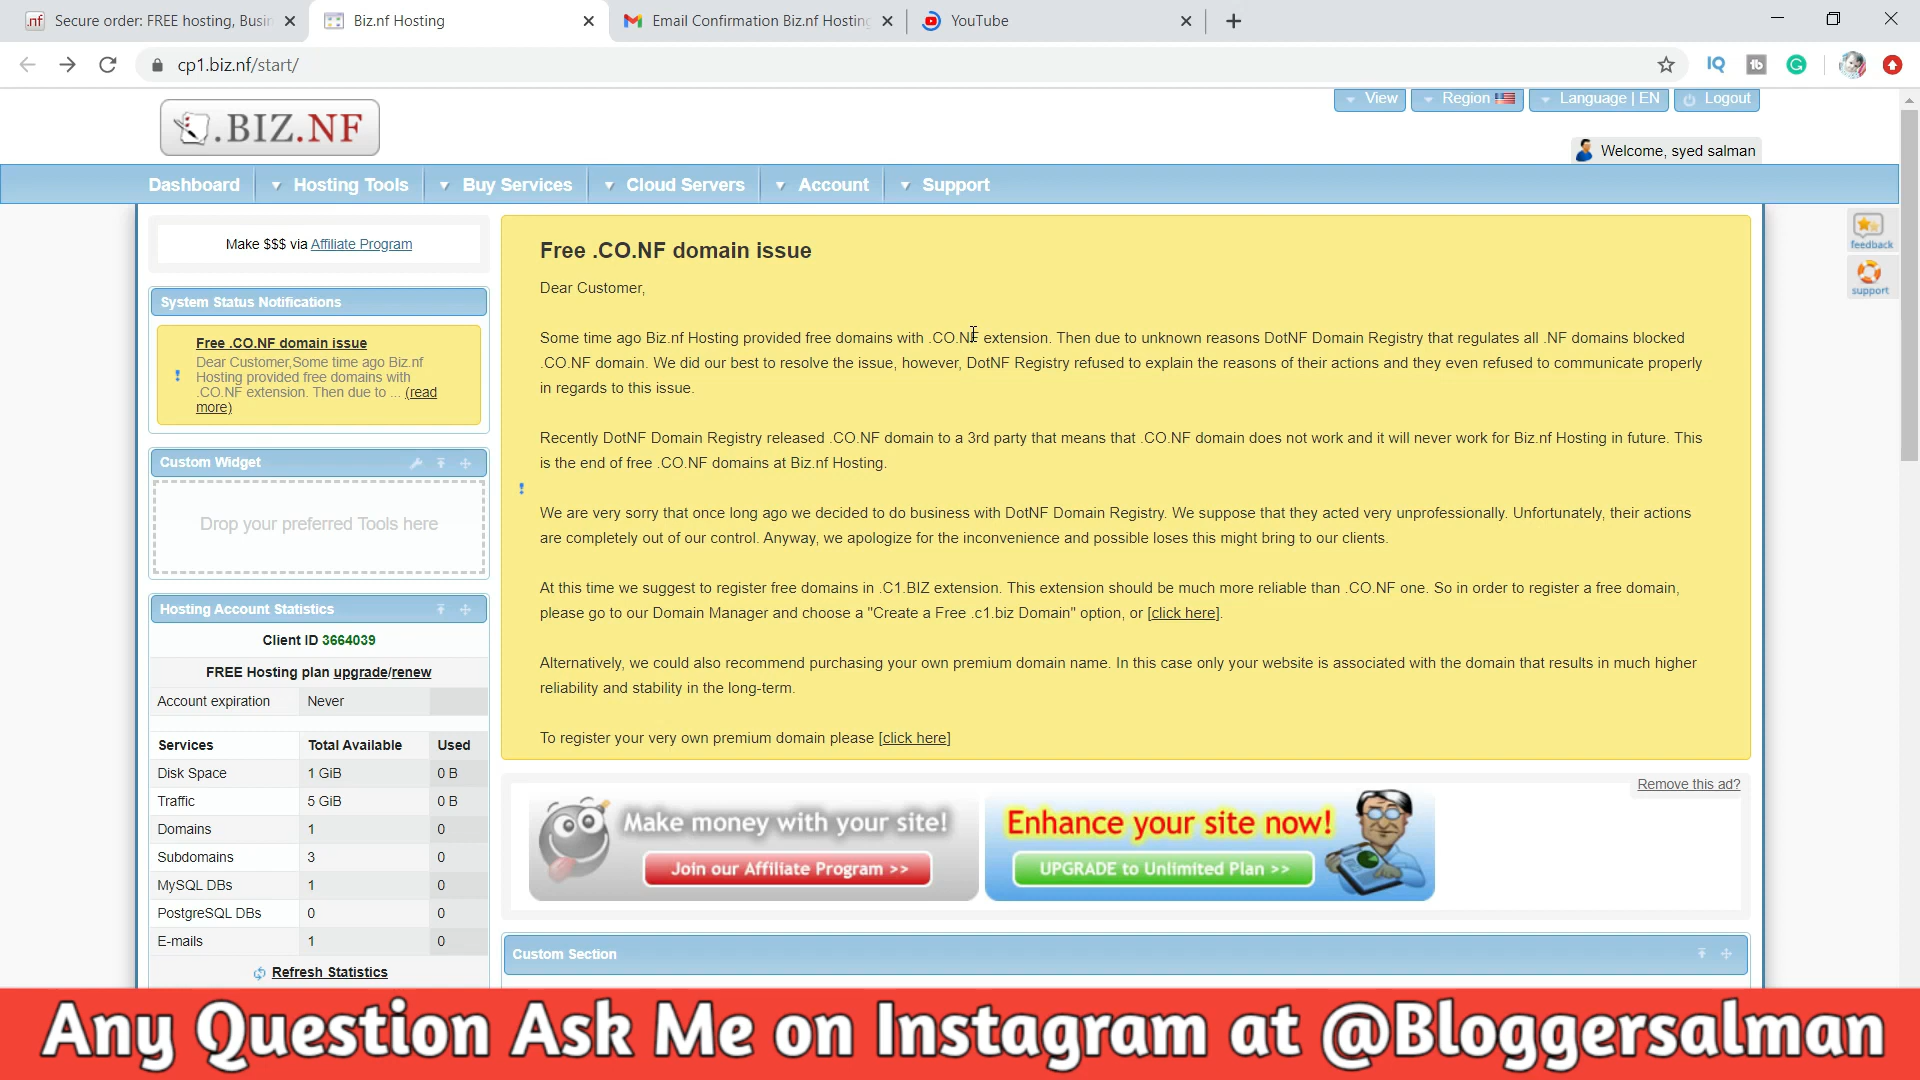 Secure order: FREE hosting, Busin
Biz.nf Hosting
Email Confirmation Biz.nf Hosting
YouTube
cp1.biz.nf/start/
IQ
tb
G
.BIZ.NF
View
Region
Language | EN
Logout
Welcome, syed salman
Dashboard
Hosting Tools
Buy Services
Cloud Servers
Account
Support
feedback
support
Make $$$ via Affiliate Program
System Status Notifications
Free .CO.NF domain issue
Dear Customer,Some time ago Biz.nf
Hosting provided free domains with
.CO.NF extension. Then due to ... (read
more)
Custom Widget
Drop your preferred Tools here
Hosting Account Statistics
Client ID 3664039
FREE Hosting plan upgrade/renew
Account expiration Never
Services Total Available Used
Disk Space 1 GiB 0 B
Traffic 5 GiB 0 B
Domains 1 0
Subdomains 3 0
MySQL DBs 1 0
PostgreSQL DBs 0 0
E-mails 1 0
Refresh Statistics
Free .CO.NF domain issue
Dear Customer,
Some time ago Biz.nf Hosting provided free domains with .CO.NF extension. Then due to unknown reasons DotNF Domain Registry that regulates all .NF domains blocked
.CO.NF domain. We did our best to resolve the issue, however, DotNF Registry refused to explain the reasons of their actions and they even refused to communicate properly
in regards to this issue.
Recently DotNF Domain Registry released .CO.NF domain to a 3rd party that means that .CO.NF domain does not work and it will never work for Biz.nf Hosting in future. This
is the end of free .CO.NF domains at Biz.nf Hosting.
We are very sorry that once long ago we decided to do business with DotNF Domain Registry. We suppose that they acted very unprofessionally. Unfortunately, their actions
are completely out of our control. Anyway, we apologize for the inconvenience and possible loses this might bring to our clients.
At this time we suggest to register free domains in .C1.BIZ extension. This extension should be much more reliable than .CO.NF one. So in order to register a free domain,
please go to our Domain Manager and choose a "Create a Free .c1.biz Domain" option, or [click here].
Alternatively, we could also recommend purchasing your own premium domain name. In this case only your website is associated with the domain that results in much higher
reliability and stability in the long-term.
To register your very own premium domain please [click here]
Remove this ad?
Make money with your site!
Join our Affiliate Program >>
Enhance your site now!
UPGRADE to Unlimited Plan >>
Custom Section
Any Question Ask Me on Instagram at @Bloggersalman